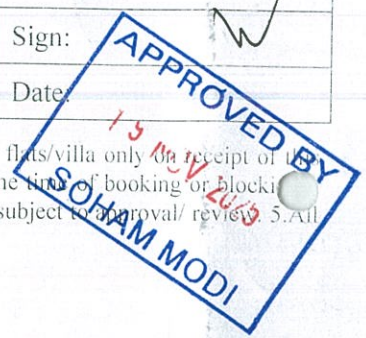 Sign:
Date:
APPROVED BY
NOV
SOHAM MODI
flats/villa only on receipt of
time of booking or
subject to approval/ review. 5.All